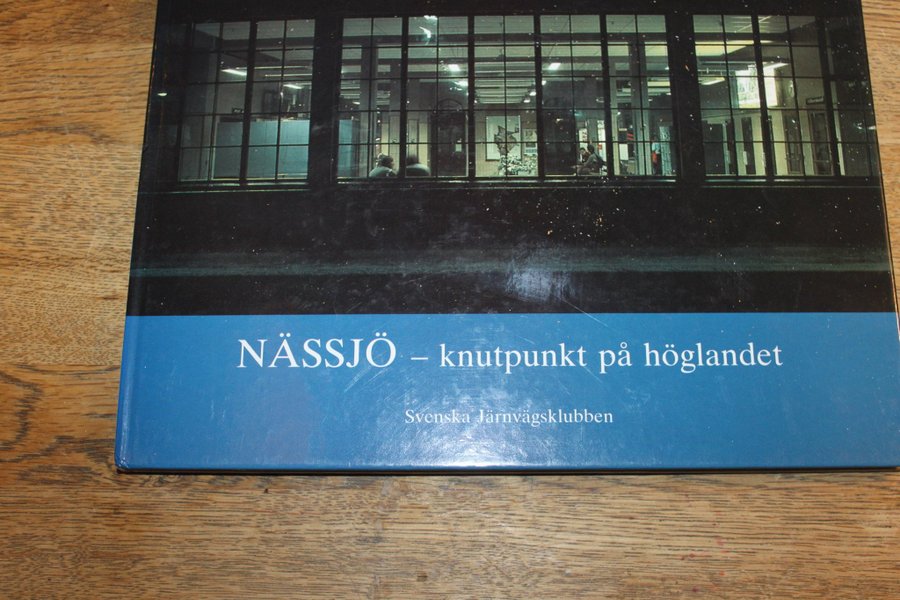 NÄSSJÖ – knutpunkt på höglandet
Svenska Järnvägsklubben